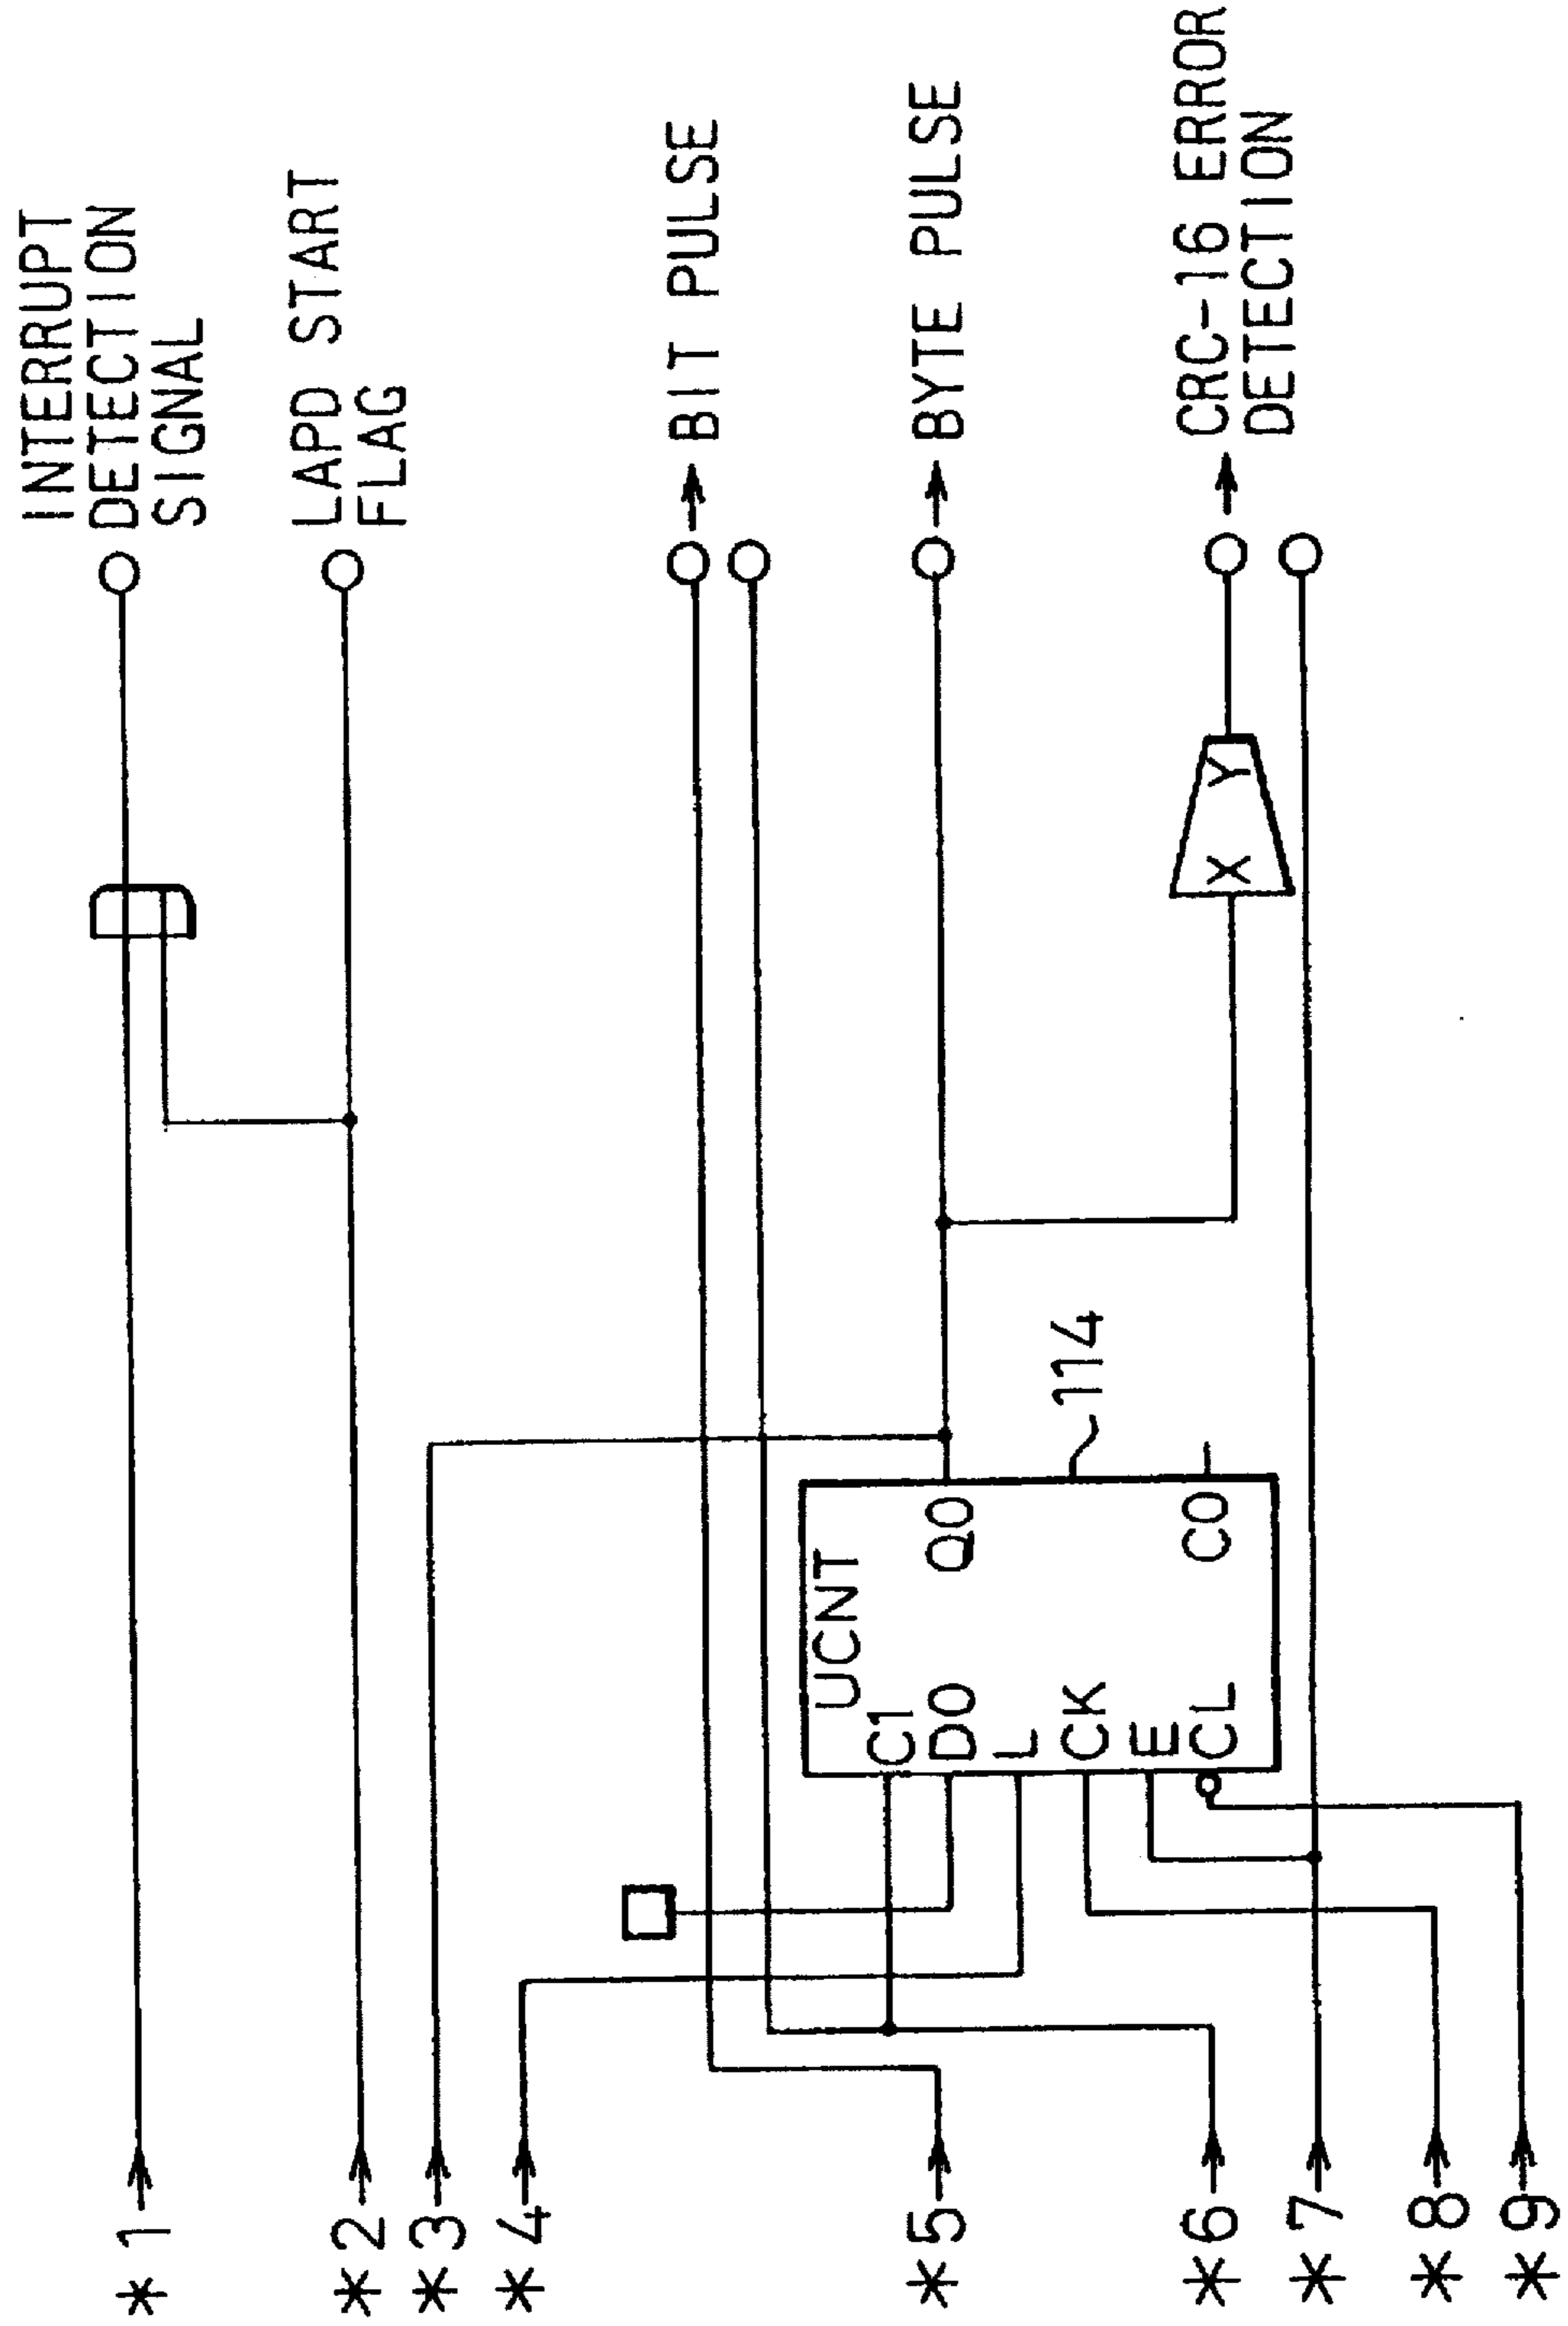 INTERRUPT
DETECTION
SIGNAL
LAPD START
FLAG
BIT PULSE
BYTE PULSE
CRC-16 ERROR
DETECTION
X Y
114
UCNT
C1
D0
L
CK
E
CL
Q0
CO
*1
*2
*3
*4
*5
*6
*7
*8
*9